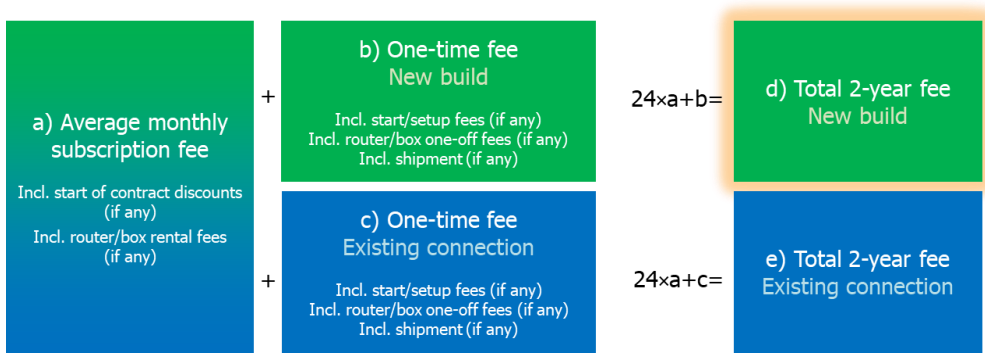 a) Average monthly
subscription fee
Incl. start of contract discounts
(if any)
Incl. router/box rental fees
(if any)
+
b) One-time fee
New build
Incl. start/setup fees (if any)
Incl. router/box one-off fees (if any)
Incl. shipment (if any)
24×a+b=
d) Total 2-year fee
New build
+
c) One-time fee
Existing connection
Incl. start/setup fees (if any)
Incl. router/box one-off fees (if any)
Incl. shipment (if any)
24×a+c=
e) Total 2-year fee
Existing connection